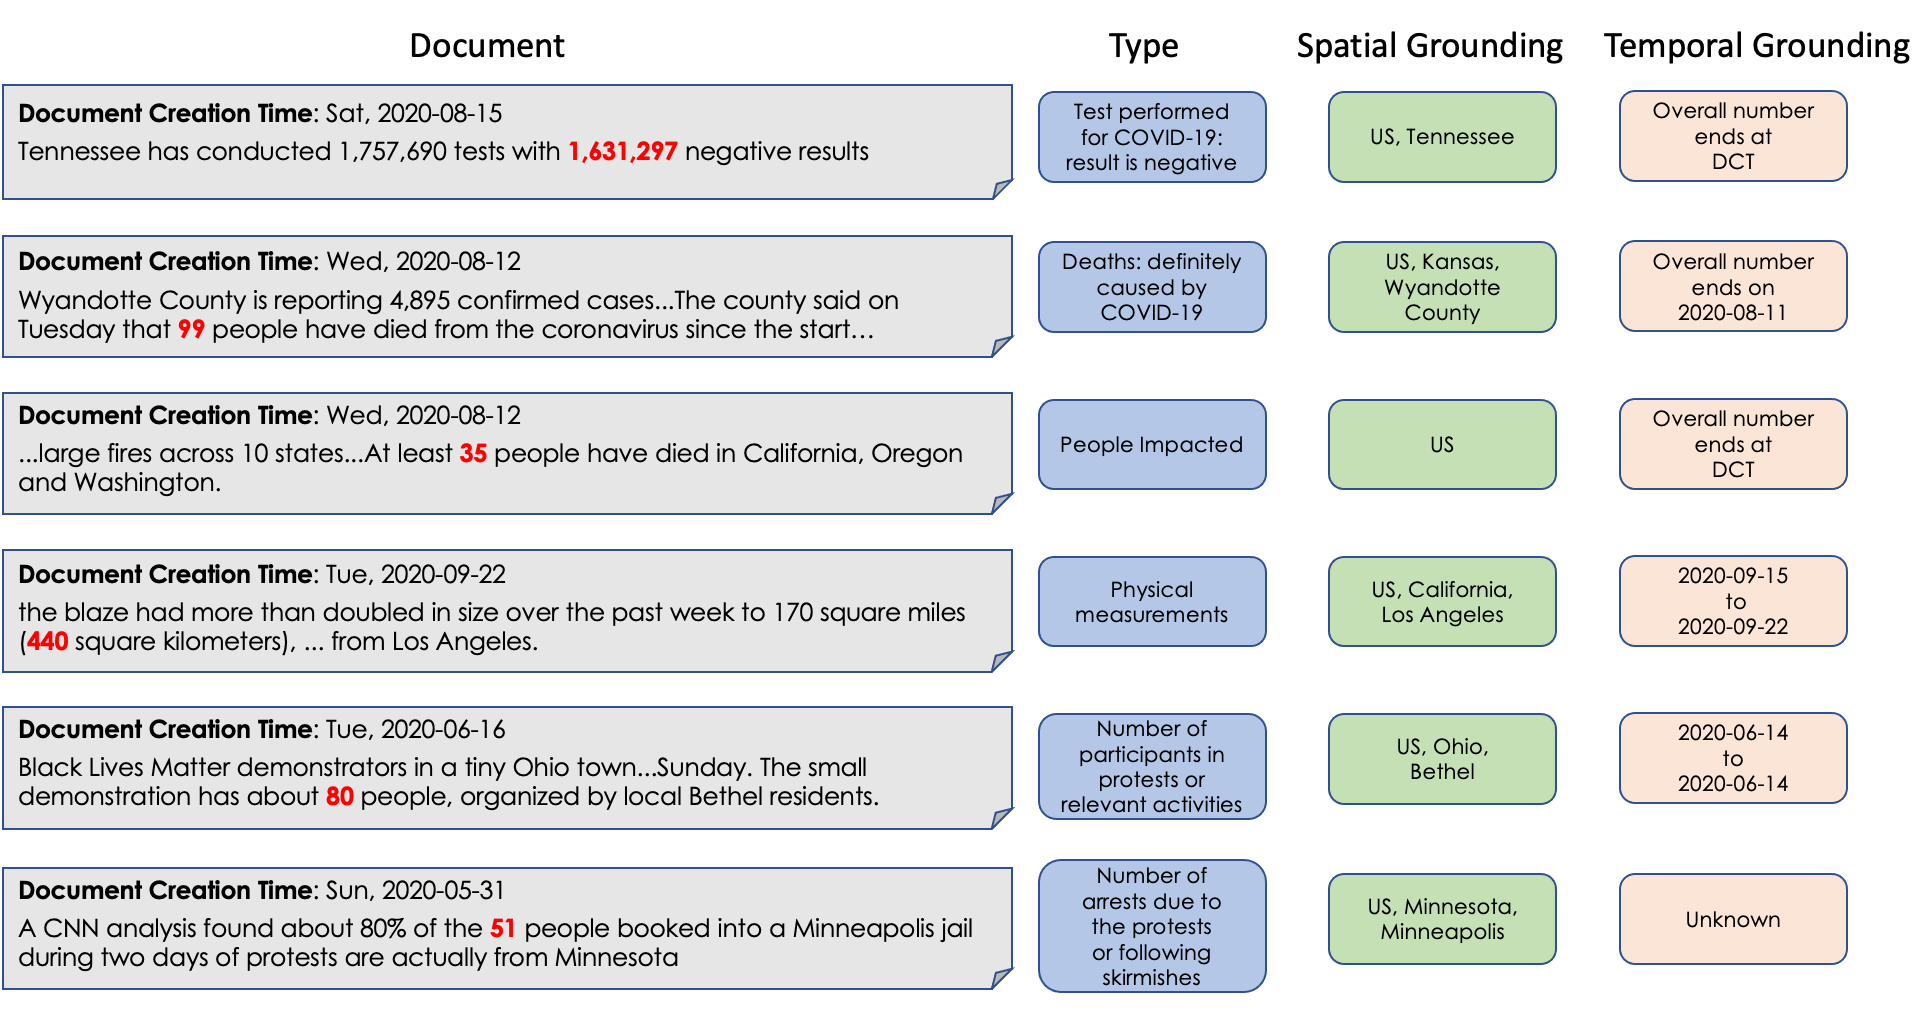 Document
Type
Spatial Grounding
Temporal Grounding
Document Creation Time: Sat, 2020-08-15
Tennessee has conducted 1,757,690 tests with 1,631,297 negative results
Test performed
for COVID-19:
result is negative
US, Tennessee
Overall number
ends at
DCT
Document Creation Time: Wed, 2020-08-12
Wyandotte County is reporting 4,895 confirmed cases...The county said on
Tuesday that 99 people have died from the coronavirus since the start…
Deaths: definitely
caused by
COVID-19
US, Kansas,
Wyandotte
County
Overall number
ends on
2020-08-11
Document Creation Time: Wed, 2020-08-12
...large fires across 10 states...At least 35 people have died in California, Oregon
and Washington.
People Impacted
US
Overall number
ends at
DCT
Document Creation Time: Tue, 2020-09-22
the blaze had more than doubled in size over the past week to 170 square miles
(440 square kilometers), ... from Los Angeles.
Physical
measurements
US, California,
Los Angeles
2020-09-15
to
2020-09-22
Document Creation Time: Tue, 2020-06-16
Black Lives Matter demonstrators in a tiny Ohio town...Sunday. The small
demonstration has about 80 people, organized by local Bethel residents.
Number of
participants in
protests or
relevant activities
US, Ohio,
Bethel
2020-06-14
to
2020-06-14
Document Creation Time: Sun, 2020-05-31
A CNN analysis found about 80% of the 51 people booked into a Minneapolis jail
during two days of protests are actually from Minnesota
Number of
arrests due to
the protests
or following
skirmishes
US, Minnesota,
Minneapolis
Unknown